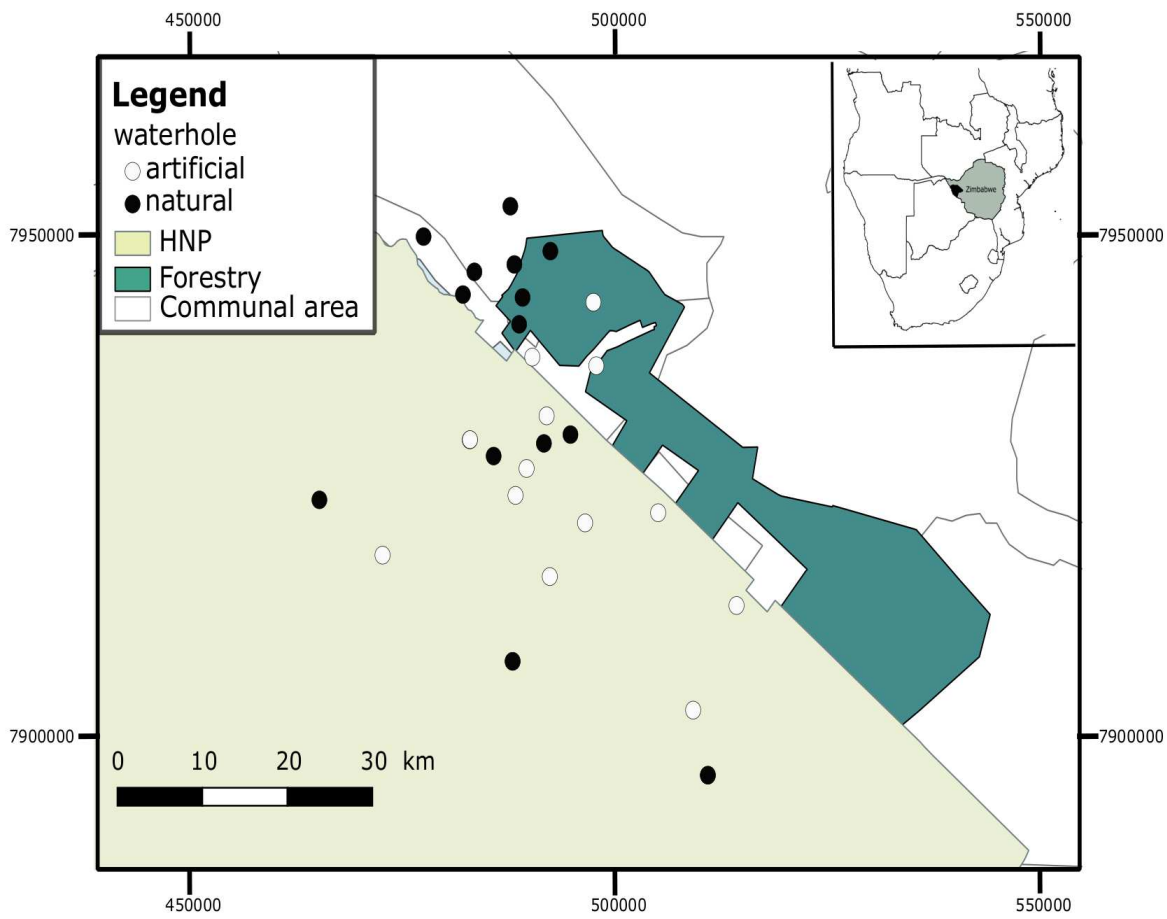 450000 500000 550000
Legend
waterhole
artificial
natural
HNP
Forestry
Communal area
Zimbabwe
7950000 7950000
7900000 7900000
0 10 20 30 km
450000 500000 550000